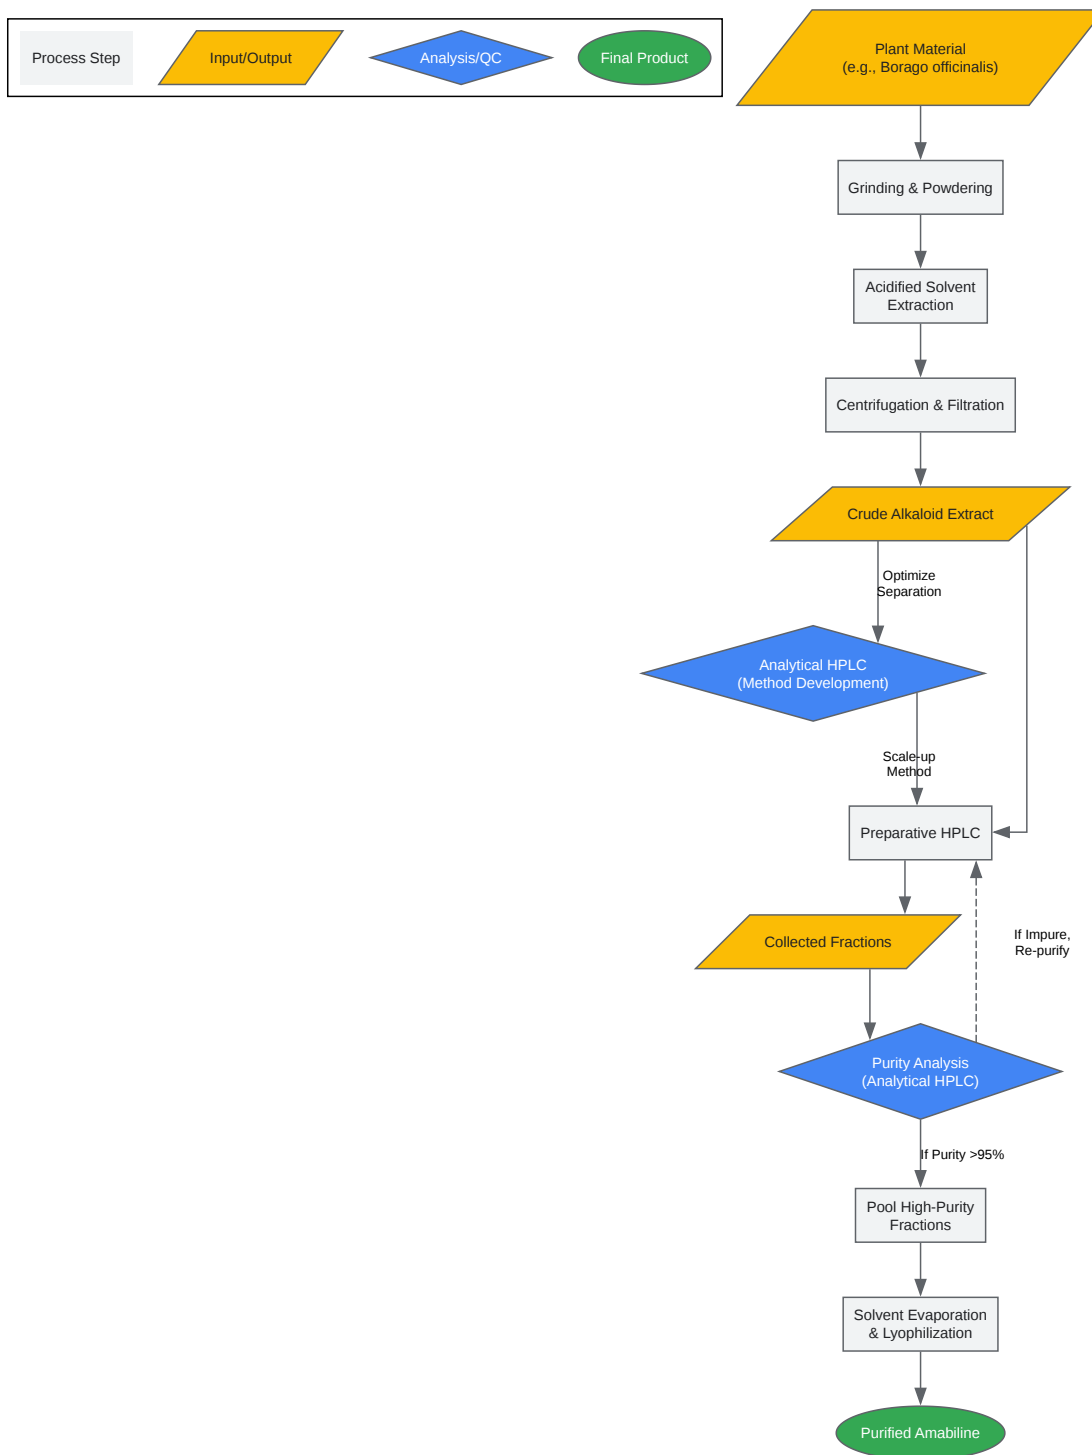 Process Step
Input/Output
Analysis/QC
Final Product
Plant Material
(e.g., Borago officinalis)
Grinding & Powdering
Acidified Solvent
Extraction
Centrifugation & Filtration
Crude Alkaloid Extract
Optimize
Separation
Analytical HPLC
(Method Development)
Scale-up
Method
Preparative HPLC
Collected Fractions
If Impure,
Re-purify
Purity Analysis
(Analytical HPLC)
If Purity >95%
Pool High-Purity
Fractions
Solvent Evaporation
& Lyophilization
Purified Amabiline